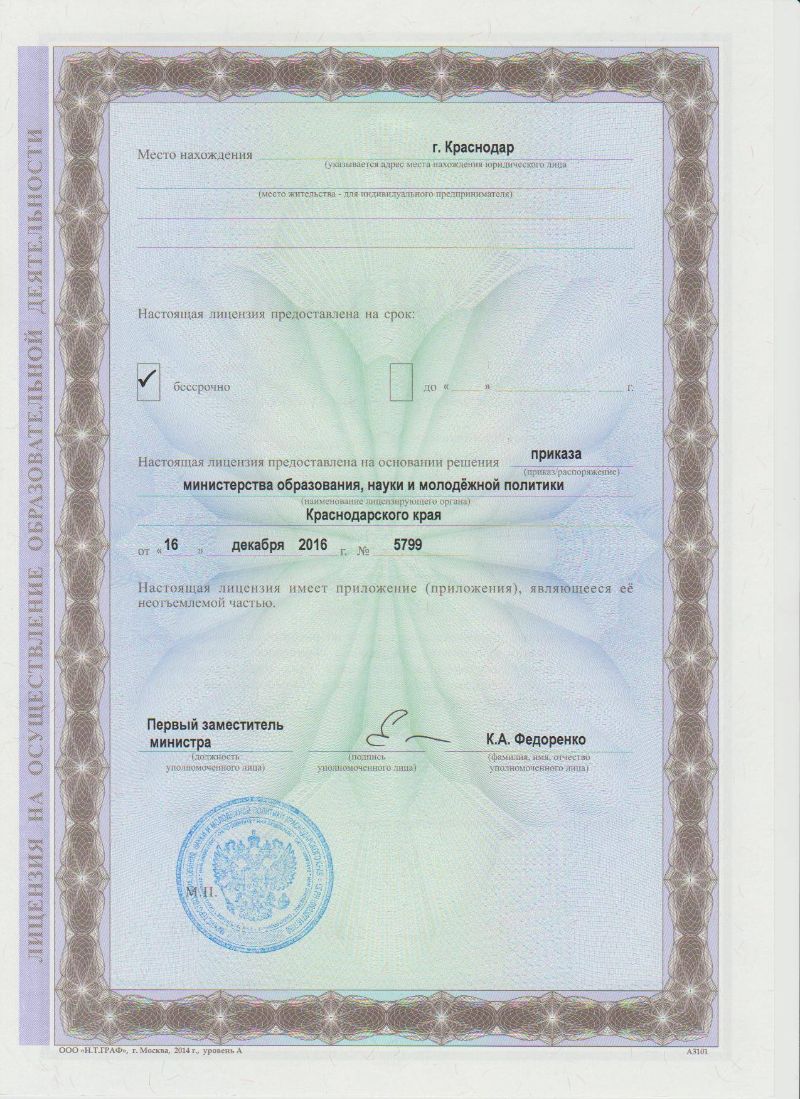 ЛИЦЕНЗИЯ НА ОСУЩЕСТВЛЕНИЕ ОБРАЗОВАТЕЛЬНОЙ ДЕЯТЕЛЬНОСТИ
Место нахождения г. Краснодар
(указывается адрес места нахождения юридического лица
(место жительства - для индивидуального предпринимателя)
Настоящая лицензия предоставлена на срок:
✓ бессрочно до « » г.
Настоящая лицензия предоставлена на основании решения приказа
(приказ/распоряжение)
министерства образования, науки и молодёжной политики
(наименование лицензирующего органа)
Краснодарского края
от « 16 » декабря 2016 г. № 5799
Настоящая лицензия имеет приложение (приложения), являющееся её
неотъемлемой частью.
Первый заместитель
министра К.А. Федоренко
(должность (подпись (фамилия, имя, отчество
уполномоченного лица) уполномоченного лица) уполномоченного лица)
М.П.
ООО «Н.Т.ГРАФ», г. Москва, 2014 г., уровень А А3101